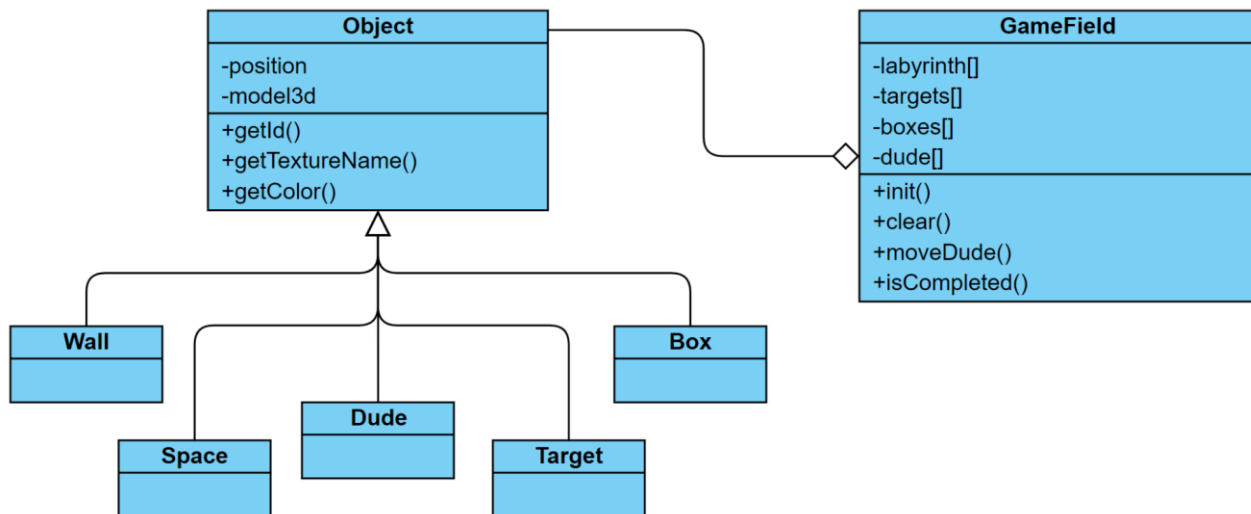 Object
-position
-model3d
+getId()
+getTextureName()
+getColor()
GameField
-labyrinth[]
-targets[]
-boxes[]
-dude[]
+init()
+clear()
+moveDude()
+isCompleted()
Wall
Box
Dude
Space
Target